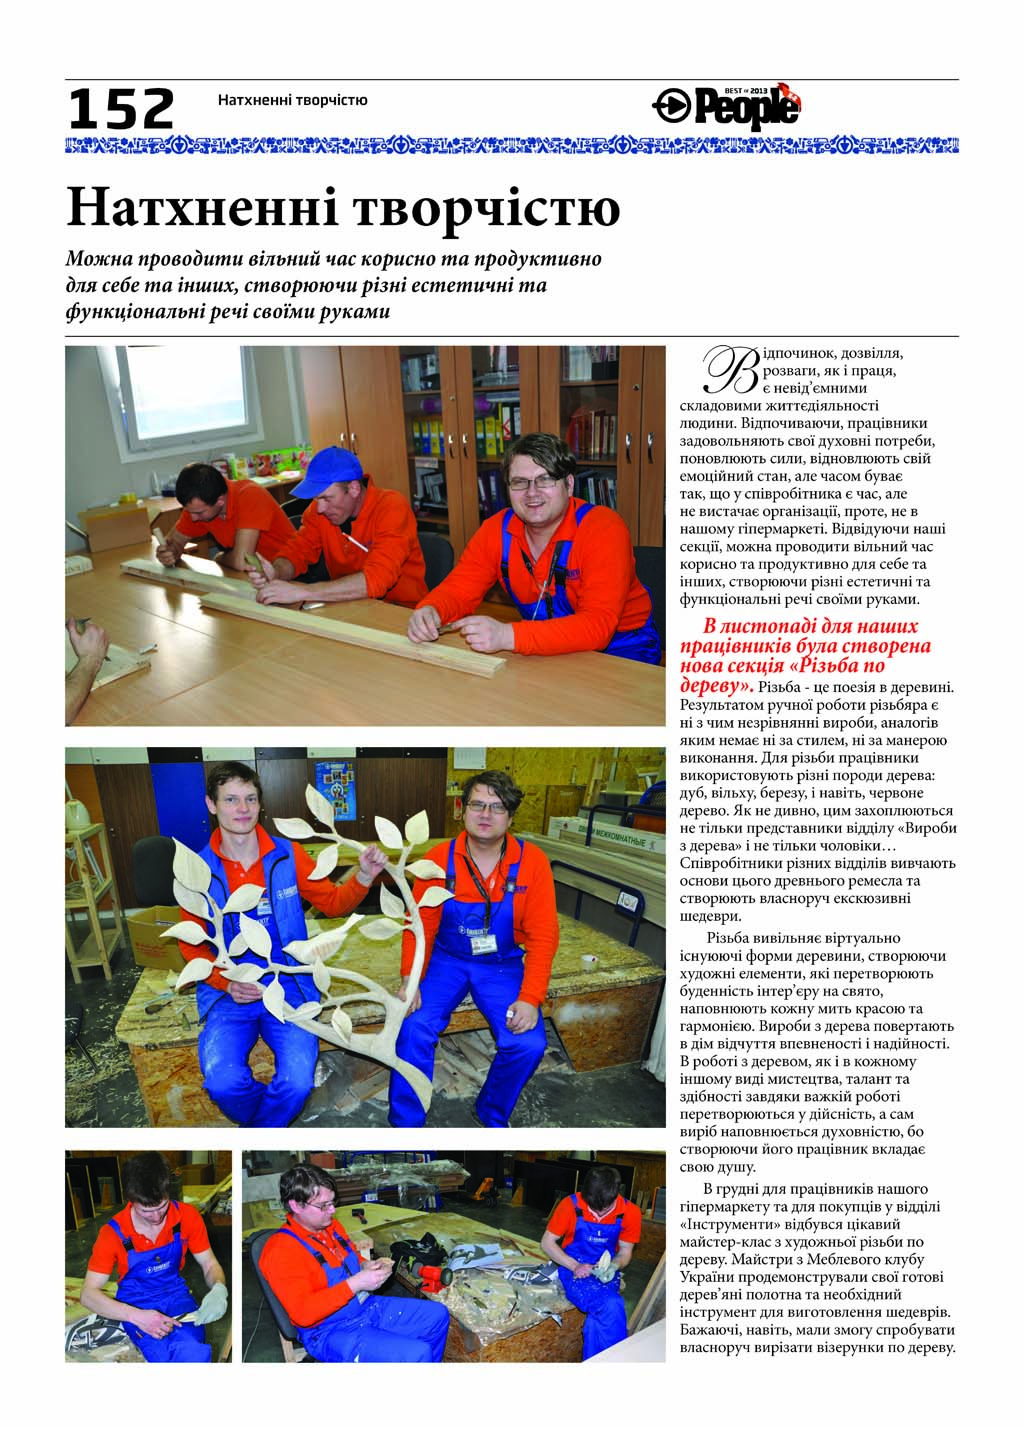 152
Натхненні творчістю
BEST OF 2013
People
Натхненні творчістю
Можна проводити вільний час корисно та продуктивно
для себе та інших, створюючи різні естетичні та
функціональні речі своїми руками
Відпочинок, дозвілля,
розваги, як і праця,
є невід’ємними
складовими життєдіяльності
людини. Відпочиваючи, працівники
задовольняють свої духовні потреби,
поновлюють сили, відновлюють свій
емоційний стан, але часом буває
так, що у співробітника є час, але
не вистачає організації, проте, не в
нашому гіпермаркеті. Відвідуючи наші
секції, можна проводити вільний час
корисно та продуктивно для себе та
інших, створюючи різні естетичні та
функціональні речі своїми руками.
В листопаді для наших
працівників була створена
нова секція «Різьба по
дереву». Різьба - це поезія в деревині.
Результатом ручної роботи різьбяра є
ні з чим незрівнянні вироби, аналогів
яким немає ні за стилем, ні за манерою
виконання. Для різьби працівники
використовують різні породи дерева:
дуб, вільху, березу, і навіть, червоне
дерево. Як не дивно, цим захоплюються
не тільки представники відділу «Вироби
з дерева» і не тільки чоловіки…
Співробітники різних відділів вивчають
основи цього древнього ремесла та
створюють власноруч ексклюзивні
шедеври.
Різьба вивільняє віртуально
існуючі форми деревини, створюючи
художні елементи, які перетворюють
буденність інтер’єру на свято,
наповнюють кожну мить красою та
гармонією. Вироби з дерева повертають
в дім відчуття впевненості і надійності.
В роботі з деревом, як і в кожному
іншому виді мистецтва, талант та
здібності завдяки важкій роботі
перетворюються у дійсність, а сам
виріб наповнюється духовністю, бо
створюючи його працівник вкладає
свою душу.
В грудні для працівників нашого
гіпермаркету та для покупців у відділі
«Інструменти» відбувся цікавий
майстер-клас з художньої різьби по
дереву. Майстри з Меблевого клубу
України продемонстрували свої готові
дерев’яні полотна та необхідний
інструмент для виготовлення шедеврів.
Бажаючі, навіть, мали змогу спробувати
власноруч вирізати візерунки по дереву.
ДВЕРИ МЕЖКОМНАТНЫЕ 5